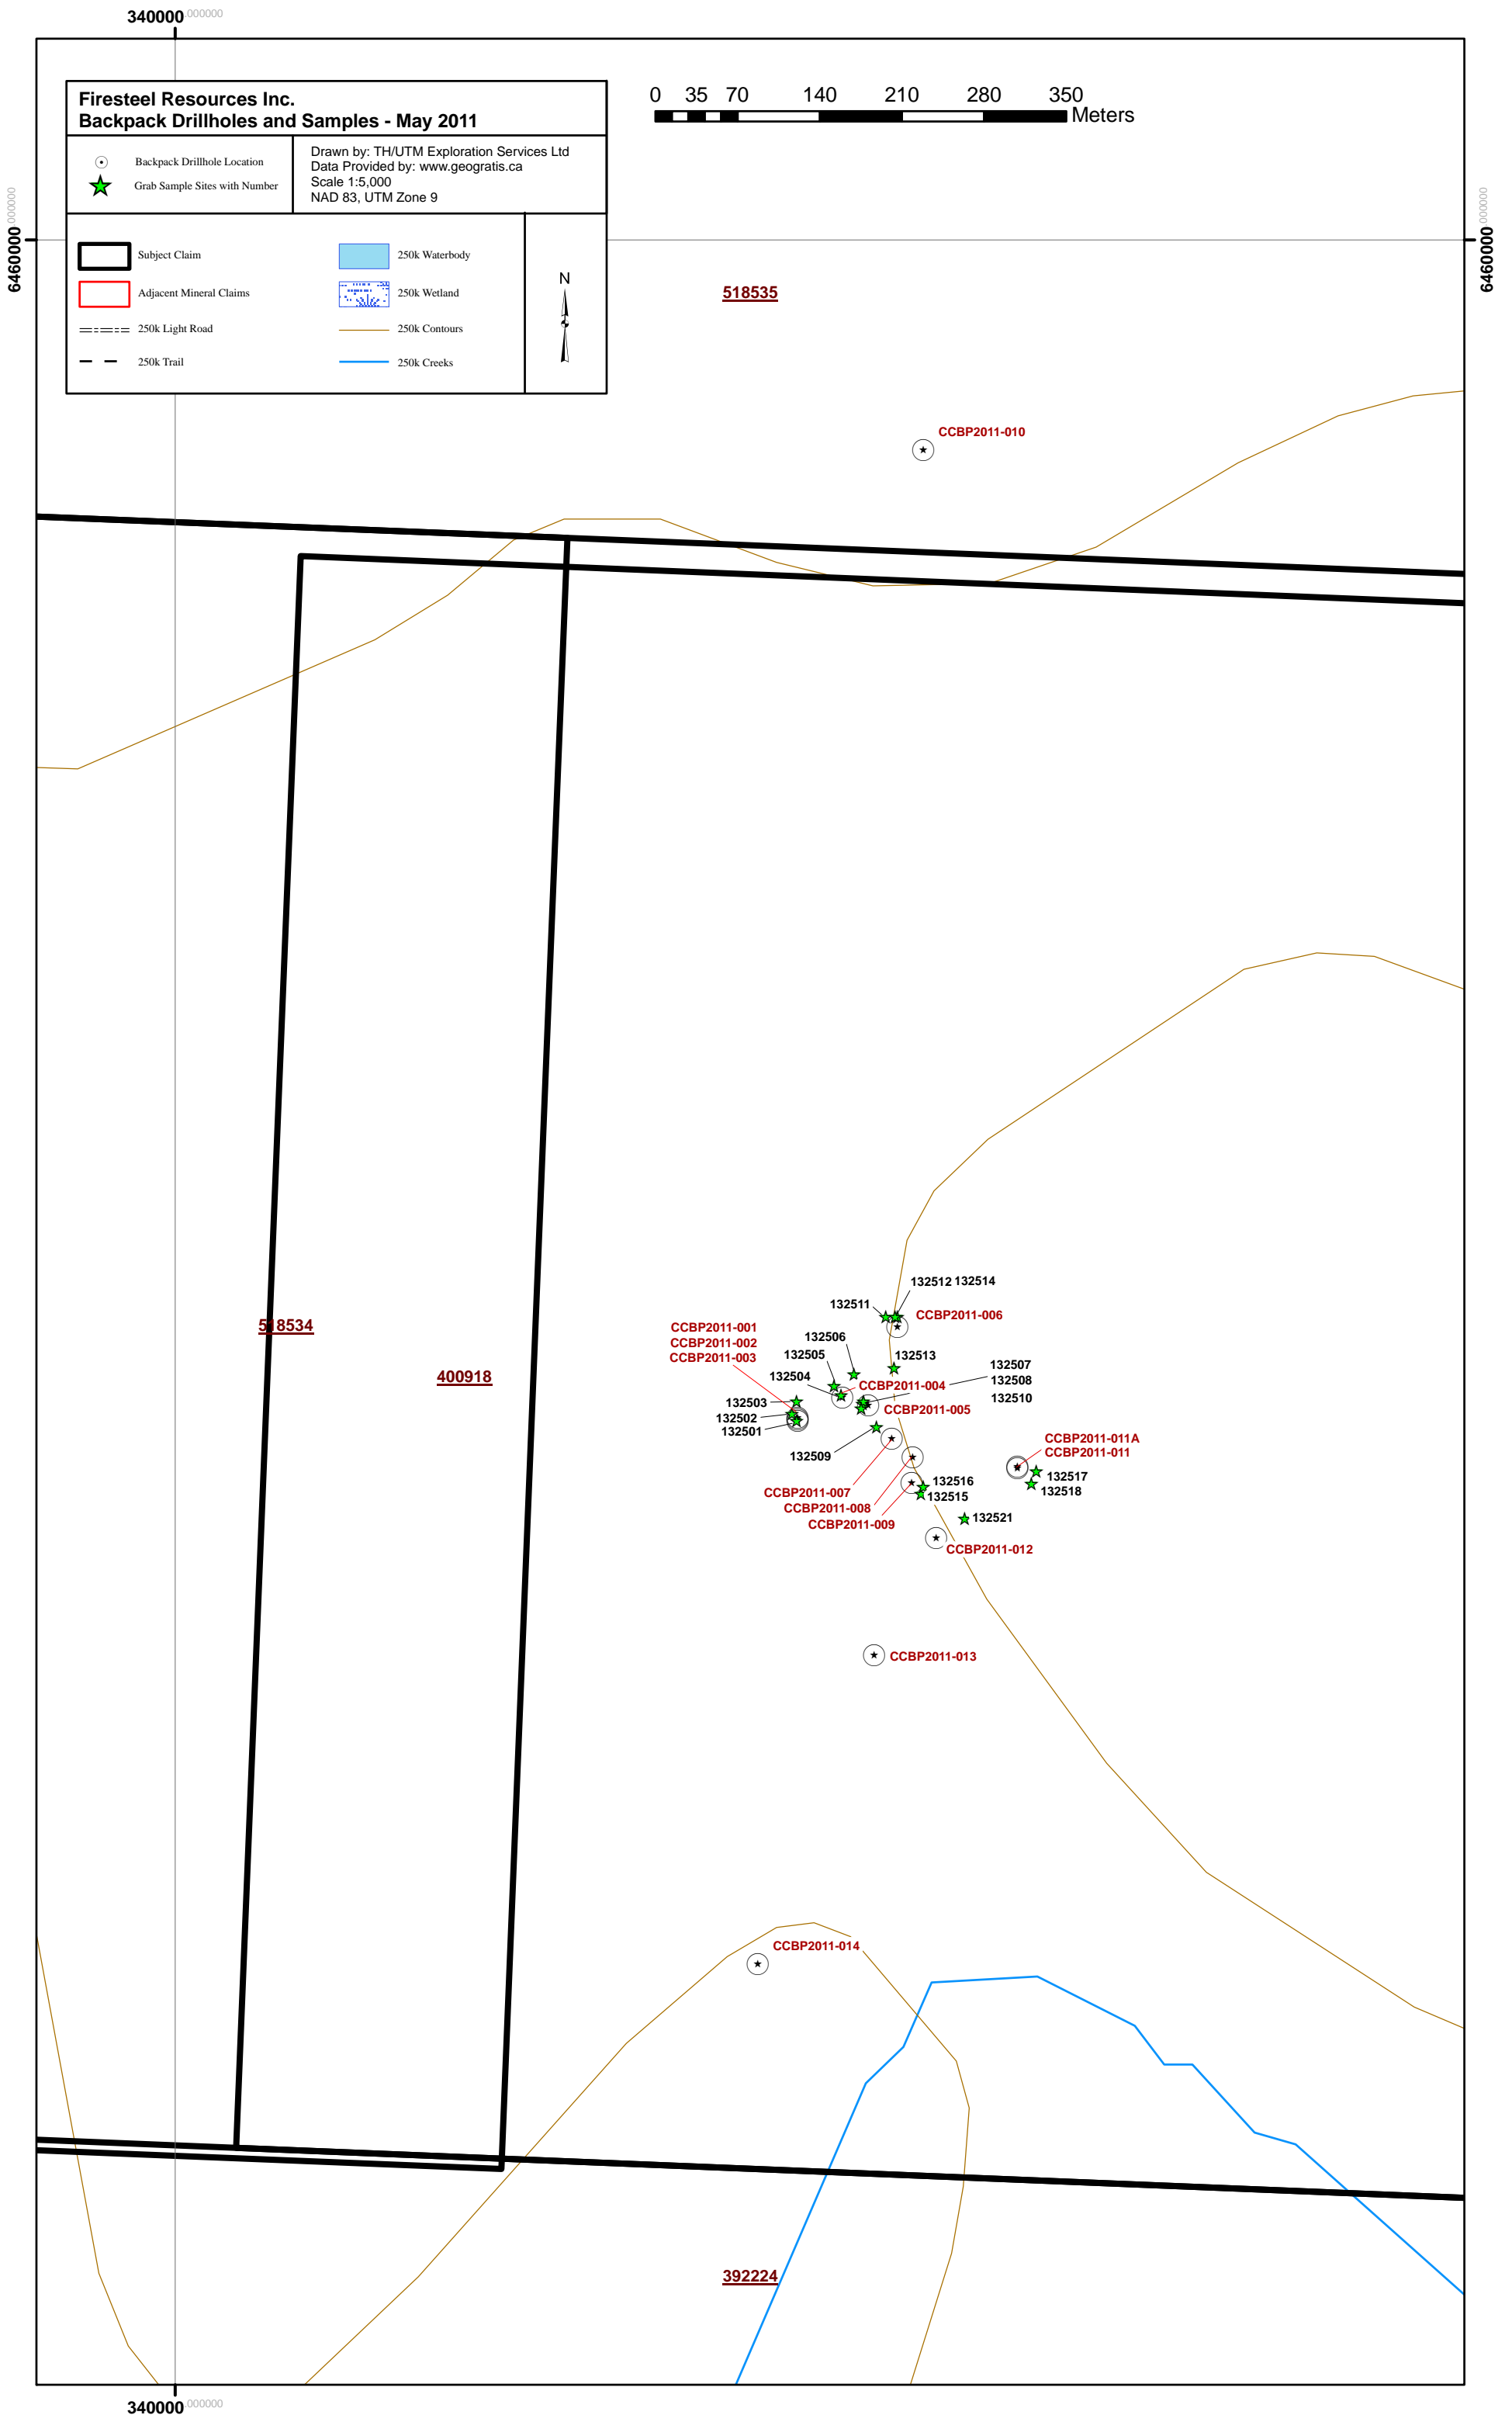 340000.000000
Firesteel Resources Inc.
Backpack Drillholes and Samples - May 2011
Backpack Drillhole Location
Grab Sample Sites with Number
Drawn by: TH/UTM Exploration Services Ltd
Data Provided by: www.geogratis.ca
Scale 1:5,000
NAD 83, UTM Zone 9
Subject Claim
Adjacent Mineral Claims
250k Light Road
250k Trail
250k Waterbody
250k Wetland
250k Contours
250k Creeks
N
0 35 70 140 210 280 350
Meters
6460000.000000
6460000.000000
518535
CCBP2011-010
132512 132514
132511
CCBP2011-006
CCBP2011-001
CCBP2011-002
CCBP2011-003
518534
132506
132505
132513
132504
132507
132508
132510
400918
CCBP2011-004
132503
132502
132501
CCBP2011-005
132509
CCBP2011-011A
CCBP2011-011
132517
132518
132516
132515
CCBP2011-007
CCBP2011-008
CCBP2011-009
132521
CCBP2011-012
CCBP2011-013
CCBP2011-014
392224
340000.000000